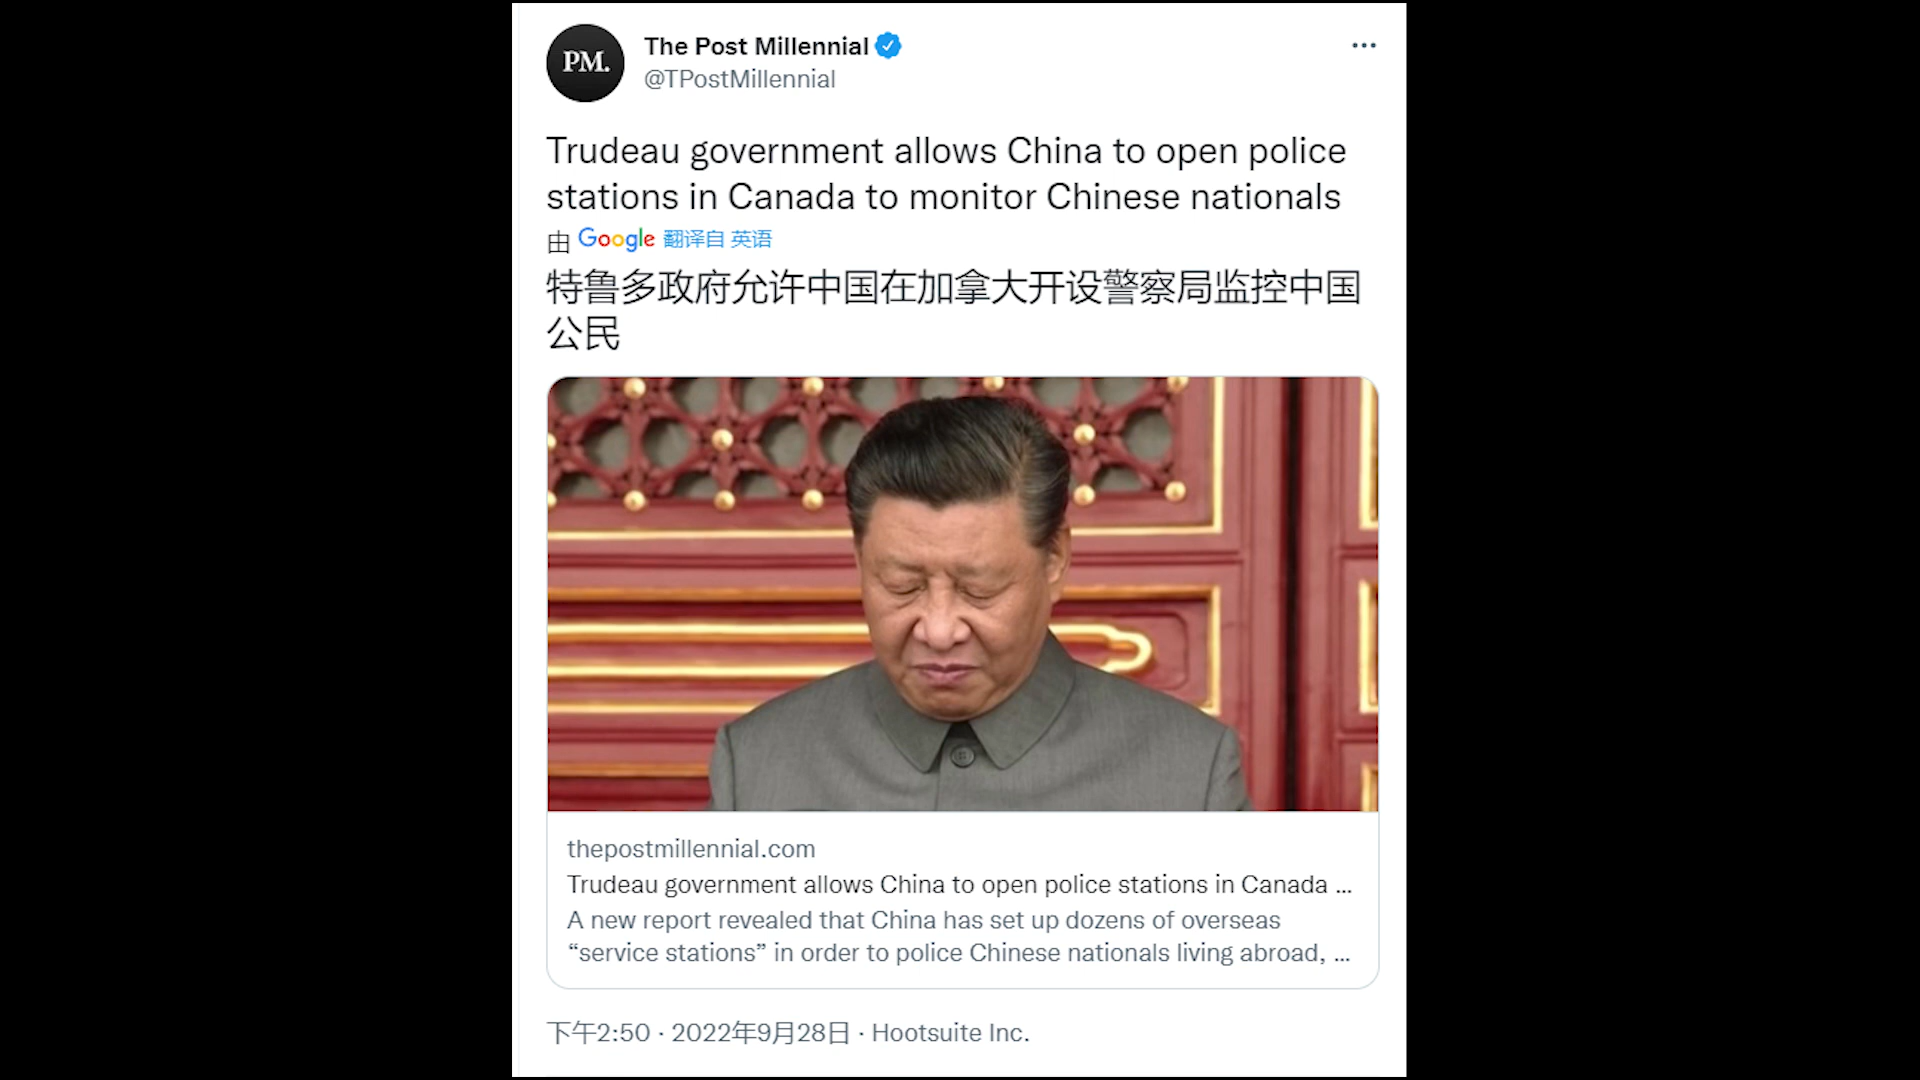 PM.
The Post Millennial
@TPostMillennial
Trudeau government allows China to open police
stations in Canada to monitor Chinese nationals
由 Google 翻译自 英语
特鲁多政府允许中国在加拿大开设警察局监控中国
公民
thepostmillennial.com
Trudeau government allows China to open police stations in Canada ...
A new report revealed that China has set up dozens of overseas
“service stations” in order to police Chinese nationals living abroad, ...
下午2:50 · 2022年9月28日 · Hootsuite Inc.